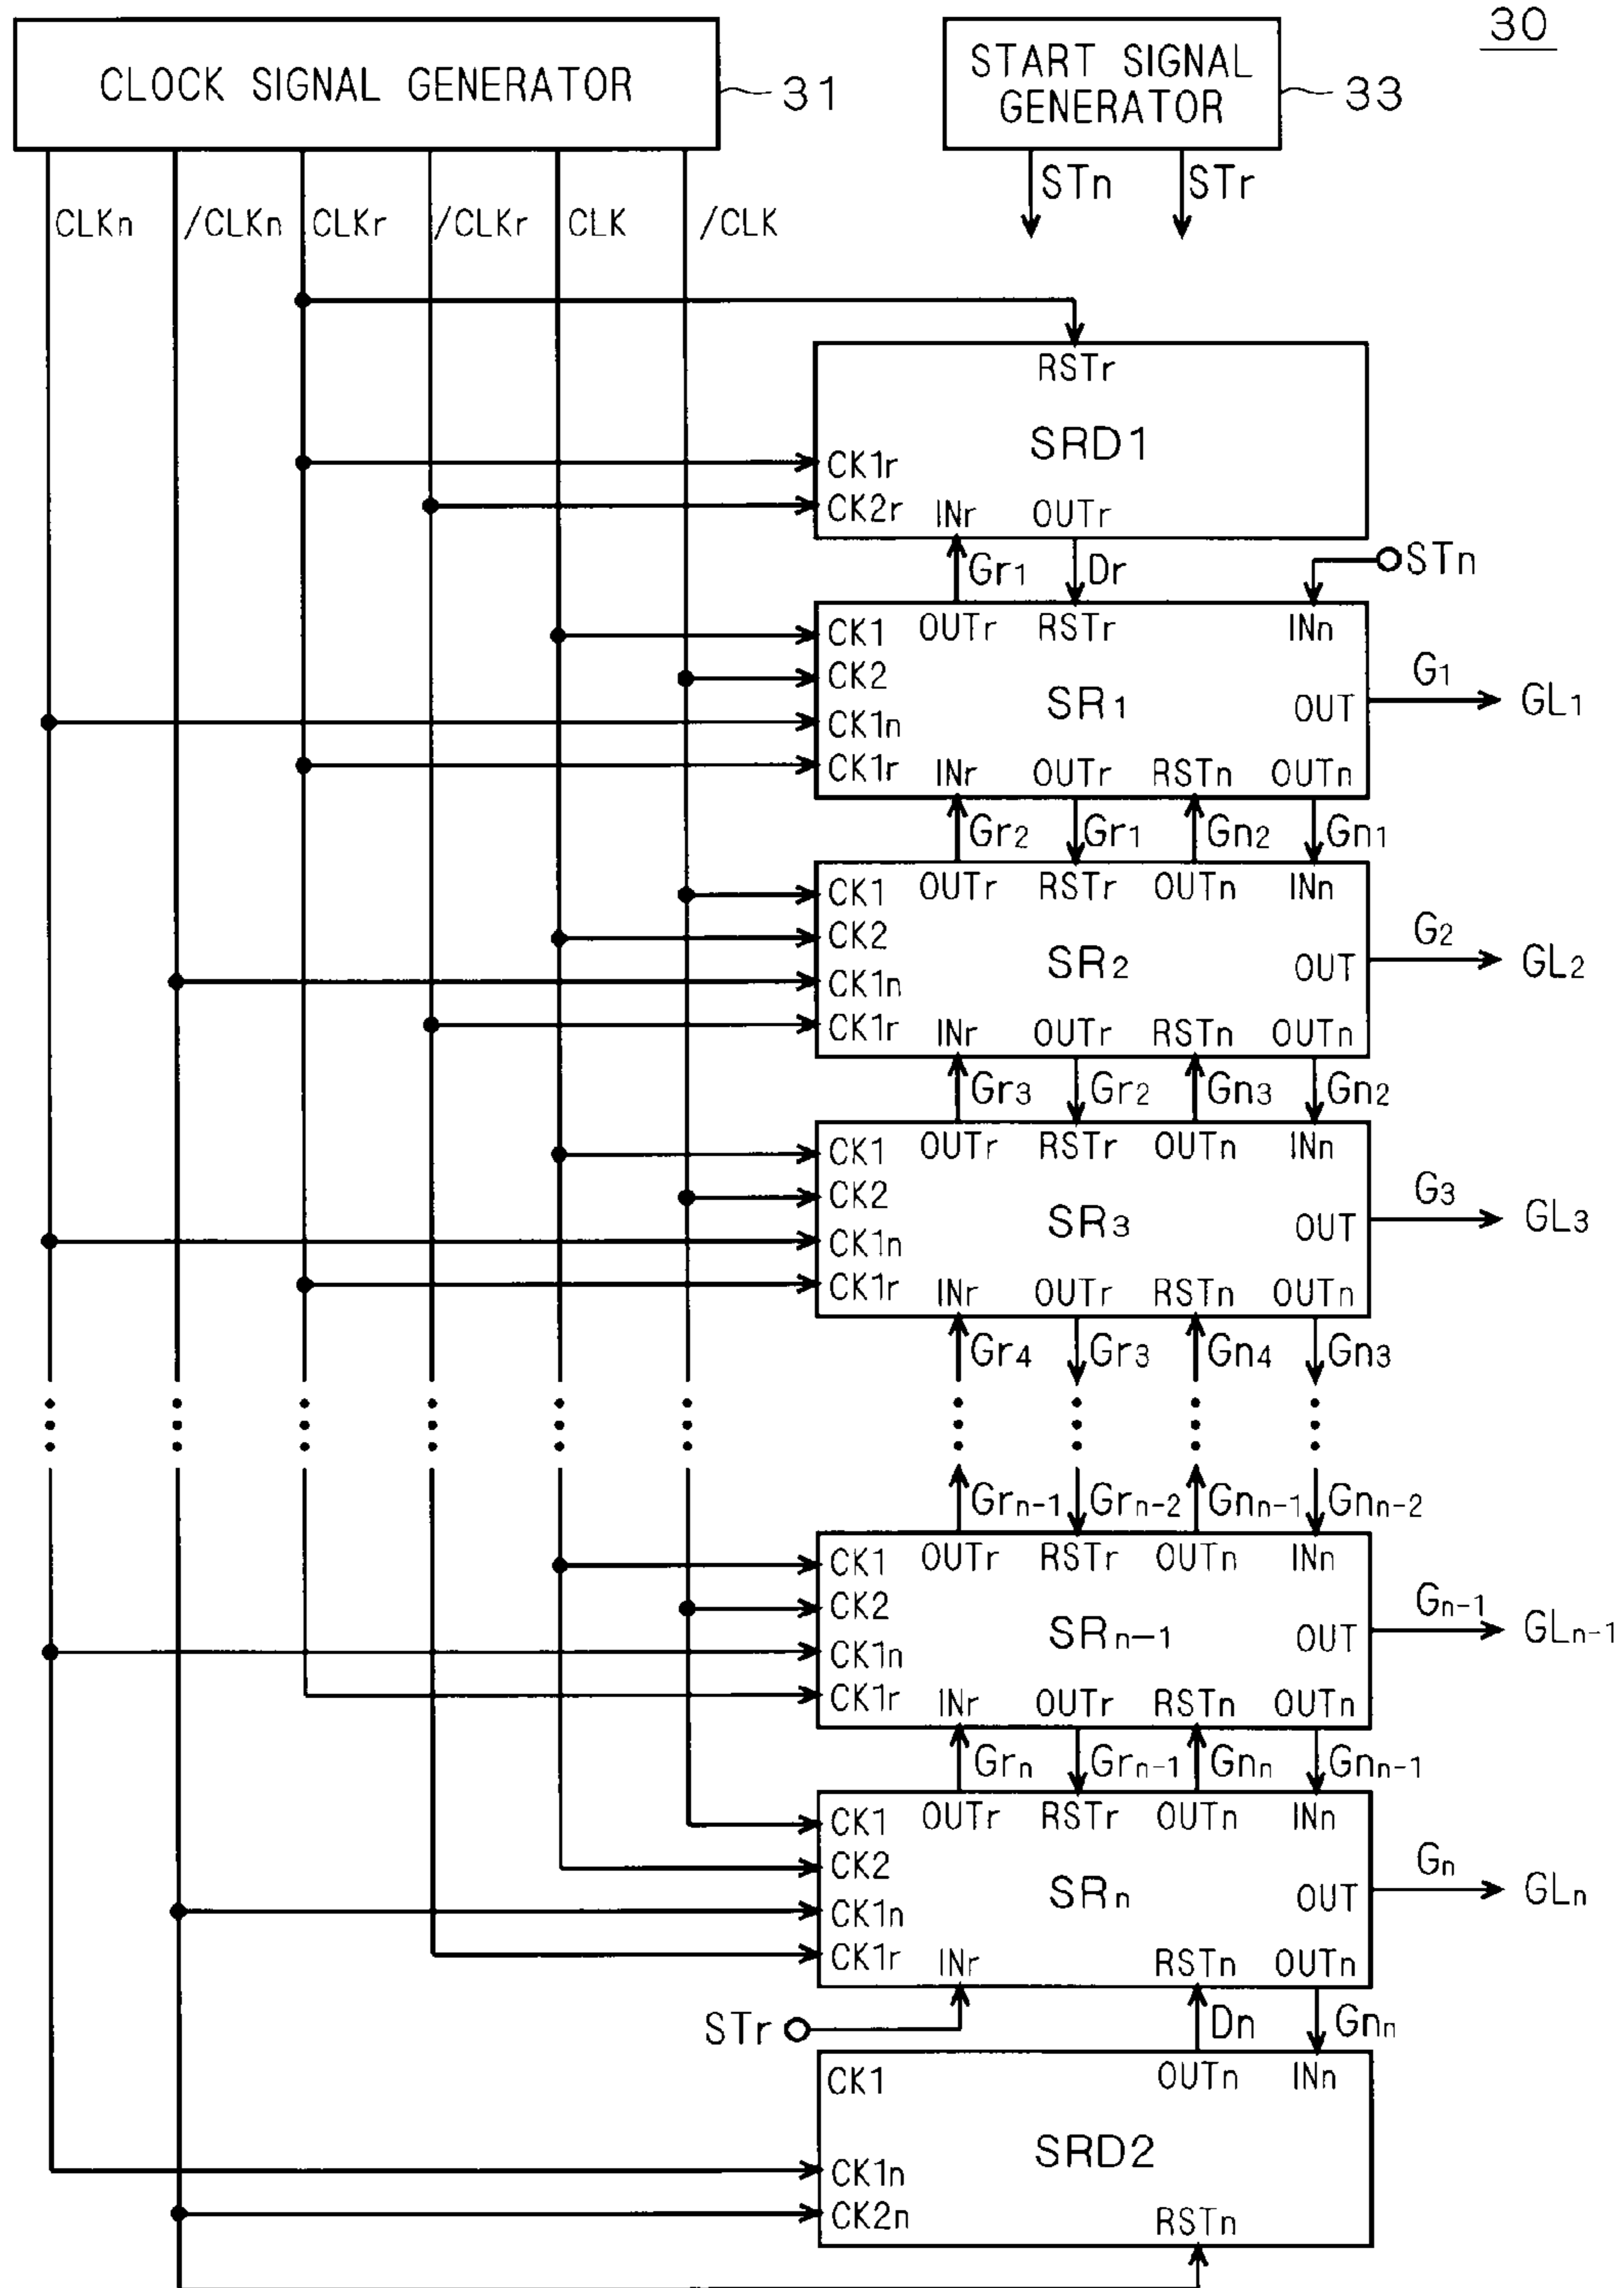 30
CLOCK SIGNAL GENERATOR
31
START SIGNAL
GENERATOR
33
STn STr
CLKn /CLKn CLKr /CLKr CLK /CLK
RSTr
SRD1
CK1r
CK2r INr OUTr
Gr1 Dr STn
CK1 OUTr RSTr INn
CK2
SR1 OUT G1 GL1
CK1n
CK1r INr OUTr RSTn OUTn
Gr2 Gr1 Gn2 Gn1
CK1 OUTr RSTr OUTn INn
CK2
SR2 OUT G2 GL2
CK1n
CK1r INr OUTr RSTn OUTn
Gr3 Gr2 Gn3 Gn2
CK1 OUTr RSTr OUTn INn
CK2
SR3 OUT G3 GL3
CK1n
CK1r INr OUTr RSTn OUTn
Gr4 Gr3 Gn4 Gn3
Grn-1 Grn-2 Gnn-1 Gnn-2
CK1 OUTr RSTr OUTn INn
CK2
SRn-1 OUT Gn-1 GLn-1
CK1n
CK1r INr OUTr RSTn OUTn
Grn Grn-1 Gnn Gnn-1
CK1 OUTr RSTr OUTn INn
CK2
SRn OUT Gn GLn
CK1n
CK1r INr RSTn OUTn
STr Dn Gnn
CK1 OUTn INn
SRD2
CK1n
CK2n RSTn